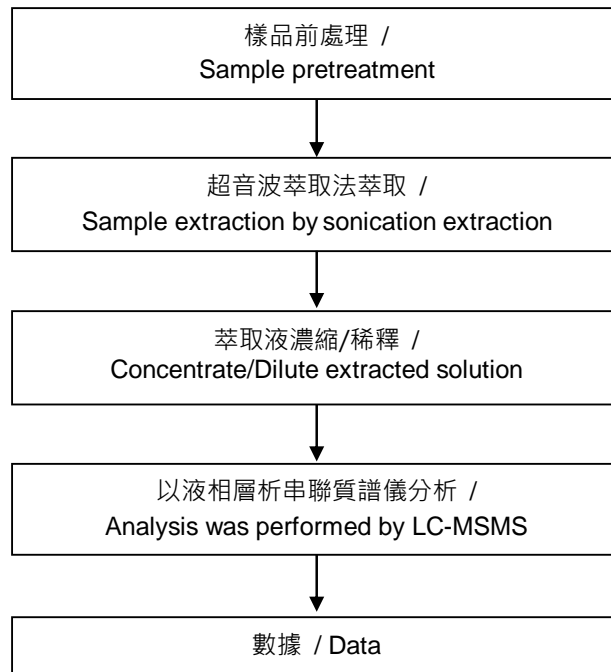 樣品前處理 /
Sample pretreatment
超音波萃取法萃取 /
Sample extraction by sonication extraction
萃取液濃縮/稀釋 /
Concentrate/Dilute extracted solution
以液相層析串聯質譜儀分析 /
Analysis was performed by LC-MSMS
數據 / Data